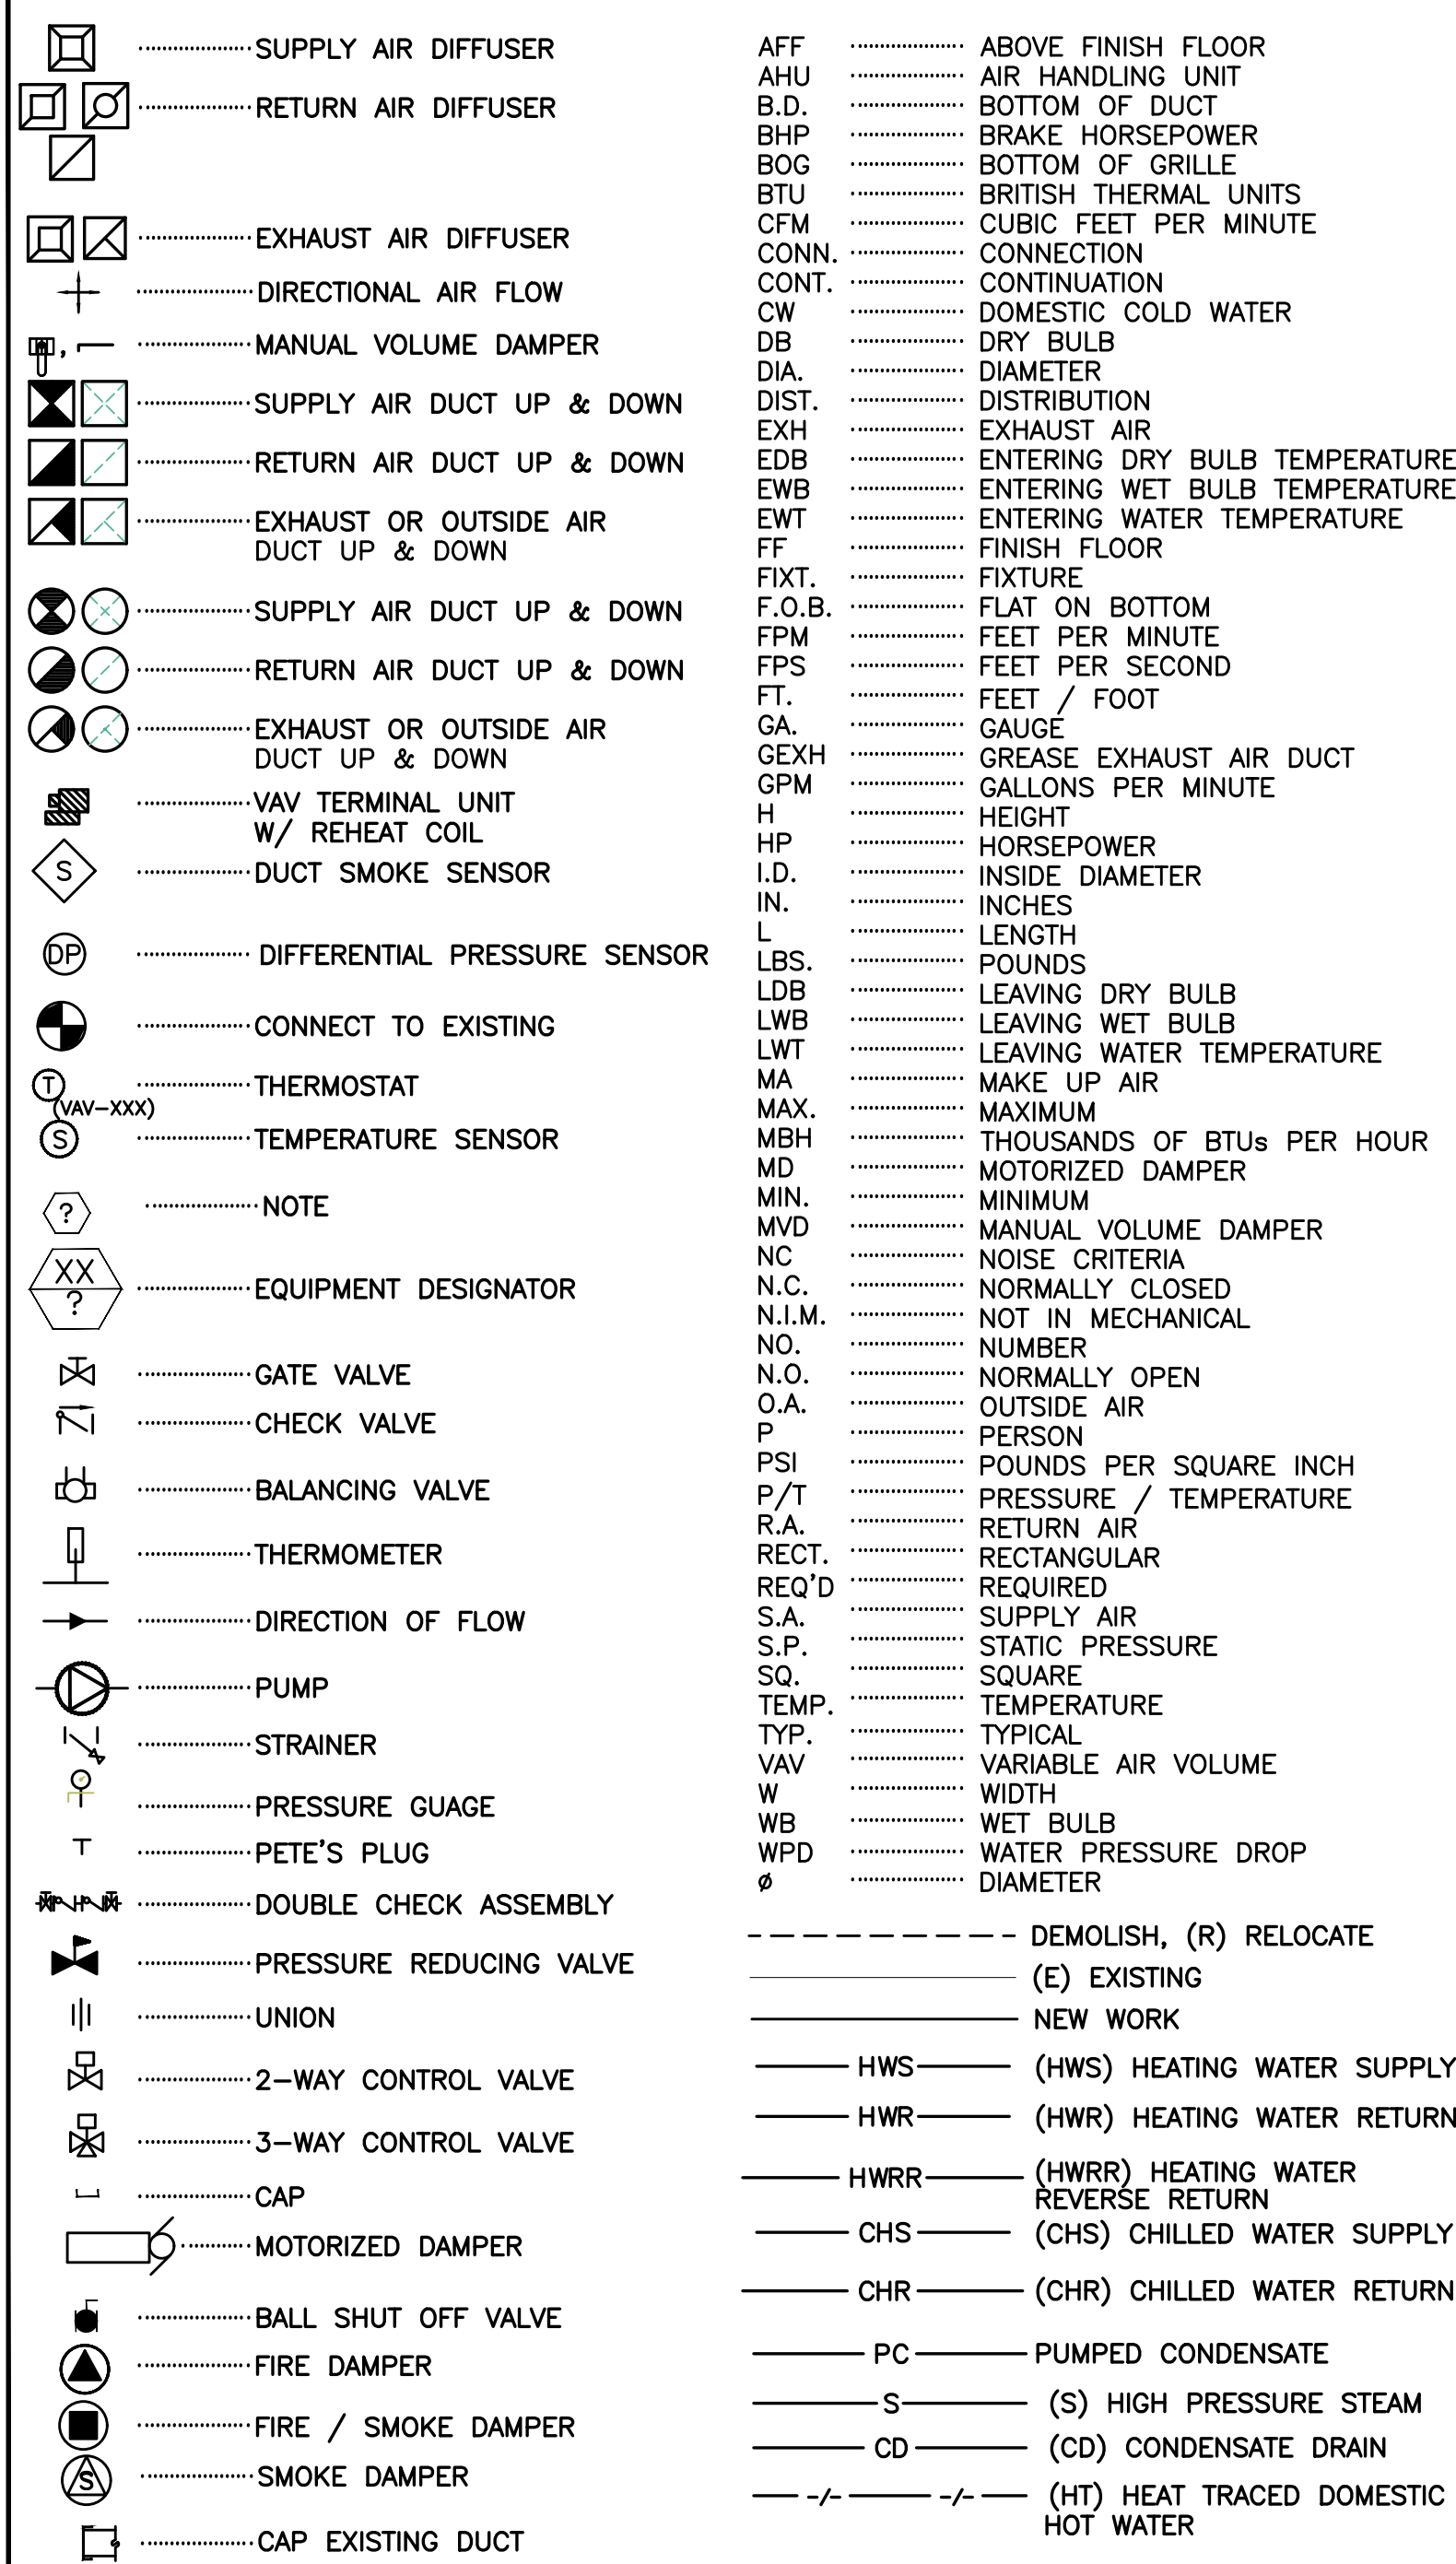 SUPPLY AIR DIFFUSER
RETURN AIR DIFFUSER
EXHAUST AIR DIFFUSER
DIRECTIONAL AIR FLOW
, MANUAL VOLUME DAMPER
SUPPLY AIR DUCT UP & DOWN
RETURN AIR DUCT UP & DOWN
EXHAUST OR OUTSIDE AIR
DUCT UP & DOWN
SUPPLY AIR DUCT UP & DOWN
RETURN AIR DUCT UP & DOWN
EXHAUST OR OUTSIDE AIR
DUCT UP & DOWN
VAV TERMINAL UNIT
W/ REHEAT COIL
S DUCT SMOKE SENSOR
DP DIFFERENTIAL PRESSURE SENSOR
CONNECT TO EXISTING
T THERMOSTAT
(VAV-XXX)
S TEMPERATURE SENSOR
? NOTE
XX
? EQUIPMENT DESIGNATOR
GATE VALVE
CHECK VALVE
BALANCING VALVE
THERMOMETER
DIRECTION OF FLOW
PUMP
STRAINER
PRESSURE GUAGE
PETE'S PLUG
DOUBLE CHECK ASSEMBLY
PRESSURE REDUCING VALVE
UNION
2-WAY CONTROL VALVE
3-WAY CONTROL VALVE
CAP
MOTORIZED DAMPER
BALL SHUT OFF VALVE
FIRE DAMPER
FIRE / SMOKE DAMPER
S SMOKE DAMPER
CAP EXISTING DUCT
AFF ABOVE FINISH FLOOR
AHU AIR HANDLING UNIT
B.D. BOTTOM OF DUCT
BHP BRAKE HORSEPOWER
BOG BOTTOM OF GRILLE
BTU BRITISH THERMAL UNITS
CFM CUBIC FEET PER MINUTE
CONN. CONNECTION
CONT. CONTINUATION
CW DOMESTIC COLD WATER
DB DRY BULB
DIA. DIAMETER
DIST. DISTRIBUTION
EXH EXHAUST AIR
EDB ENTERING DRY BULB TEMPERATURE
EWB ENTERING WET BULB TEMPERATURE
EWT ENTERING WATER TEMPERATURE
FF FINISH FLOOR
FIXT. FIXTURE
F.O.B. FLAT ON BOTTOM
FPM FEET PER MINUTE
FPS FEET PER SECOND
FT. FEET / FOOT
GA. GAUGE
GEXH GREASE EXHAUST AIR DUCT
GPM GALLONS PER MINUTE
H HEIGHT
HP HORSEPOWER
I.D. INSIDE DIAMETER
IN. INCHES
L LENGTH
LBS. POUNDS
LDB LEAVING DRY BULB
LWB LEAVING WET BULB
LWT LEAVING WATER TEMPERATURE
MA MAKE UP AIR
MAX. MAXIMUM
MBH THOUSANDS OF BTUs PER HOUR
MD MOTORIZED DAMPER
MIN. MINIMUM
MVD MANUAL VOLUME DAMPER
NC NOISE CRITERIA
N.C. NORMALLY CLOSED
N.I.M. NOT IN MECHANICAL
NO. NUMBER
N.O. NORMALLY OPEN
O.A. OUTSIDE AIR
P PERSON
PSI POUNDS PER SQUARE INCH
P/T PRESSURE / TEMPERATURE
R.A. RETURN AIR
RECT. RECTANGULAR
REQ'D REQUIRED
S.A. SUPPLY AIR
S.P. STATIC PRESSURE
SQ. SQUARE
TEMP. TEMPERATURE
TYP. TYPICAL
VAV VARIABLE AIR VOLUME
W WIDTH
WB WET BULB
WPD WATER PRESSURE DROP
ø DIAMETER
DEMOLISH, (R) RELOCATE
(E) EXISTING
NEW WORK
HWS (HWS) HEATING WATER SUPPLY
HWR (HWR) HEATING WATER RETURN
HWRR (HWRR) HEATING WATER
REVERSE RETURN
CHS (CHS) CHILLED WATER SUPPLY
CHR (CHR) CHILLED WATER RETURN
PC PUMPED CONDENSATE
S (S) HIGH PRESSURE STEAM
CD (CD) CONDENSATE DRAIN
-/- -/- (HT) HEAT TRACED DOMESTIC
HOT WATER